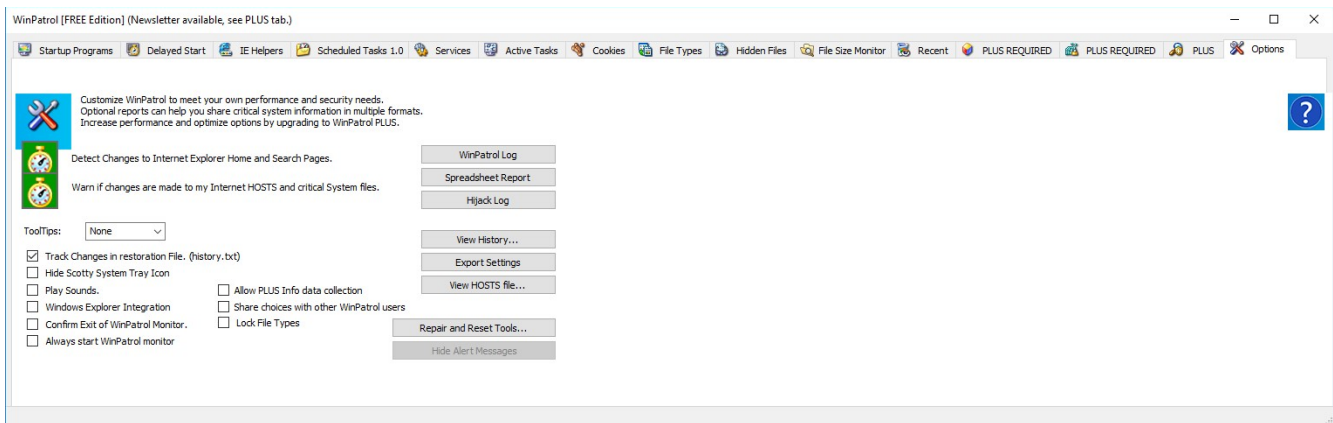 WinPatrol [FREE Edition] (Newsletter available, see PLUS tab.)
Startup Programs Delayed Start IE Helpers Scheduled Tasks 1.0 Services Active Tasks Cookies File Types Hidden Files File Size Monitor Recent PLUS REQUIRED PLUS REQUIRED PLUS Options
Customize WinPatrol to meet your own performance and security needs.
Optional reports can help you share critical system information in multiple formats.
Increase performance and optimize options by upgrading to WinPatrol PLUS.
?
Detect Changes to Internet Explorer Home and Search Pages.
WinPatrol Log
Spreadsheet Report
Warn if changes are made to my Internet HOSTS and critical System files.
Hijack Log
ToolTips: None
View History...
Track Changes in restoration File. (history.txt)
Export Settings
Hide Scotty System Tray Icon
View HOSTS file...
Play Sounds. Allow PLUS Info data collection
Windows Explorer Integration Share choices with other WinPatrol users
Confirm Exit of WinPatrol Monitor. Lock File Types
Repair and Reset Tools...
Always start WinPatrol monitor
Hide Alert Messages